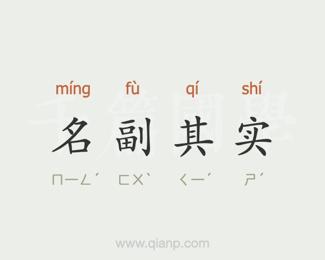 míng fù qí shí
名副其实
ㄇㄧㄥˊ ㄈㄨˋ ㄑㄧˊ ㄕˊ
www.qianp.com